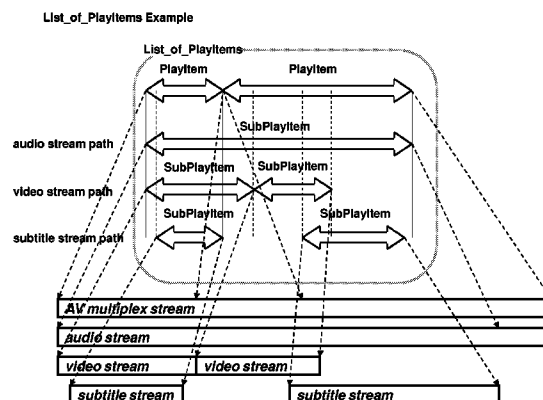 List_of_PlayItems Example
List_of_PlayItems
PlayItem PlayItem
SubPlayItem
audio stream path
SubPlayItem SubPlayItem
video stream path
SubPlayItem SubPlayItem
subtitle stream path
AV multiplex stream
audio stream
video stream video stream
subtitle stream subtitle stream